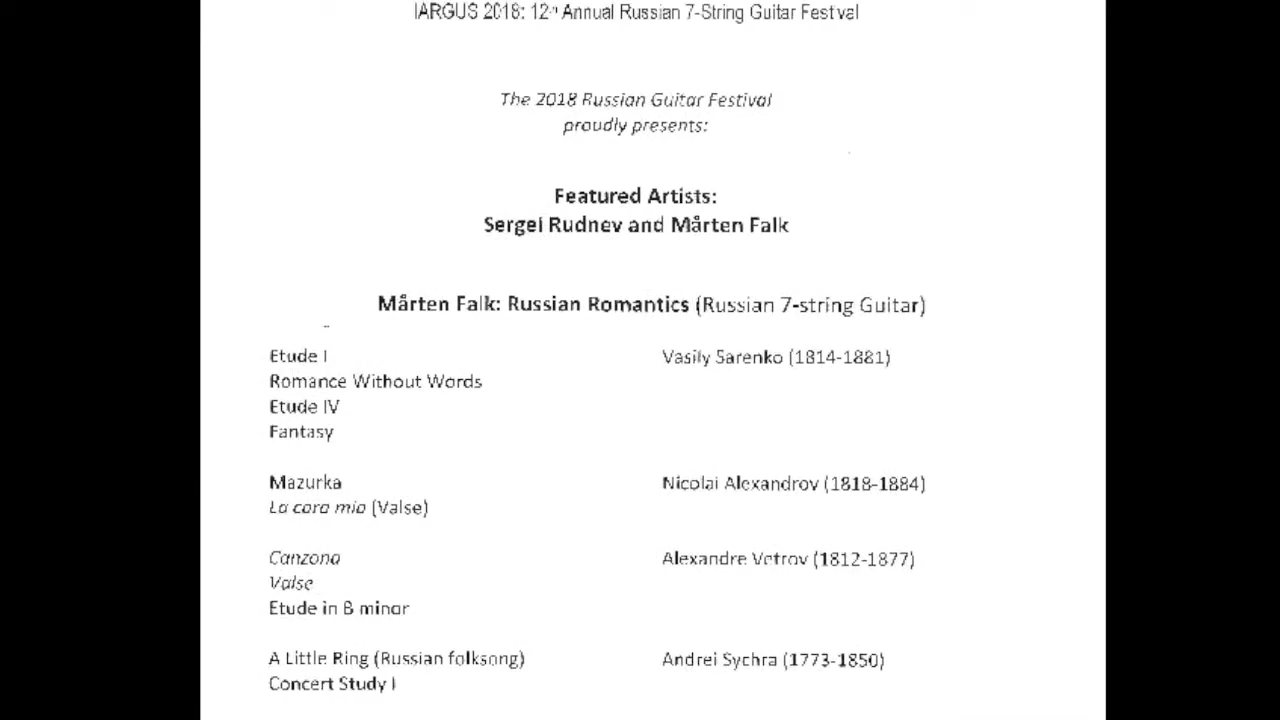 IARGUS 2018: 12th Annual Russian 7-String Guitar Festival
The 2018 Russian Guitar Festival
proudly presents:
Featured Artists:
Sergei Rudnev and Mårten Falk
Mårten Falk: Russian Romantics (Russian 7-string Guitar)
Etude I Vasily Sarenko (1814-1881)
Romance Without Words
Etude IV
Fantasy
Mazurka Nicolai Alexandrov (1818-1884)
La cara mia (Valse)
Canzona Alexandre Vetrov (1812-1877)
Valse
Etude in B minor
A Little Ring (Russian folksong) Andrei Sychra (1773-1850)
Concert Study I